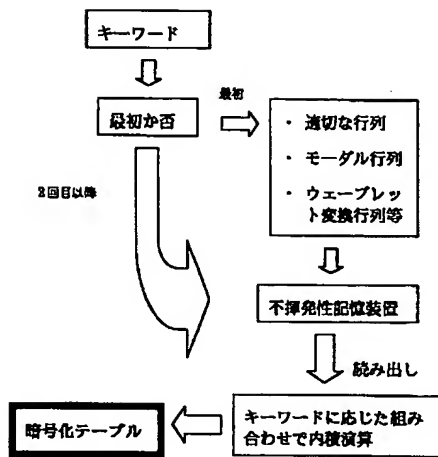 キーワード
最初か否
最初
・ 適切な行列
・ モーダル行列
・ ウェーブレッ
ト変換行列等
2回目以降
不揮発性記憶装置
読み出し
キーワードに応じた組み
合わせで内積演算
暗号化テーブル